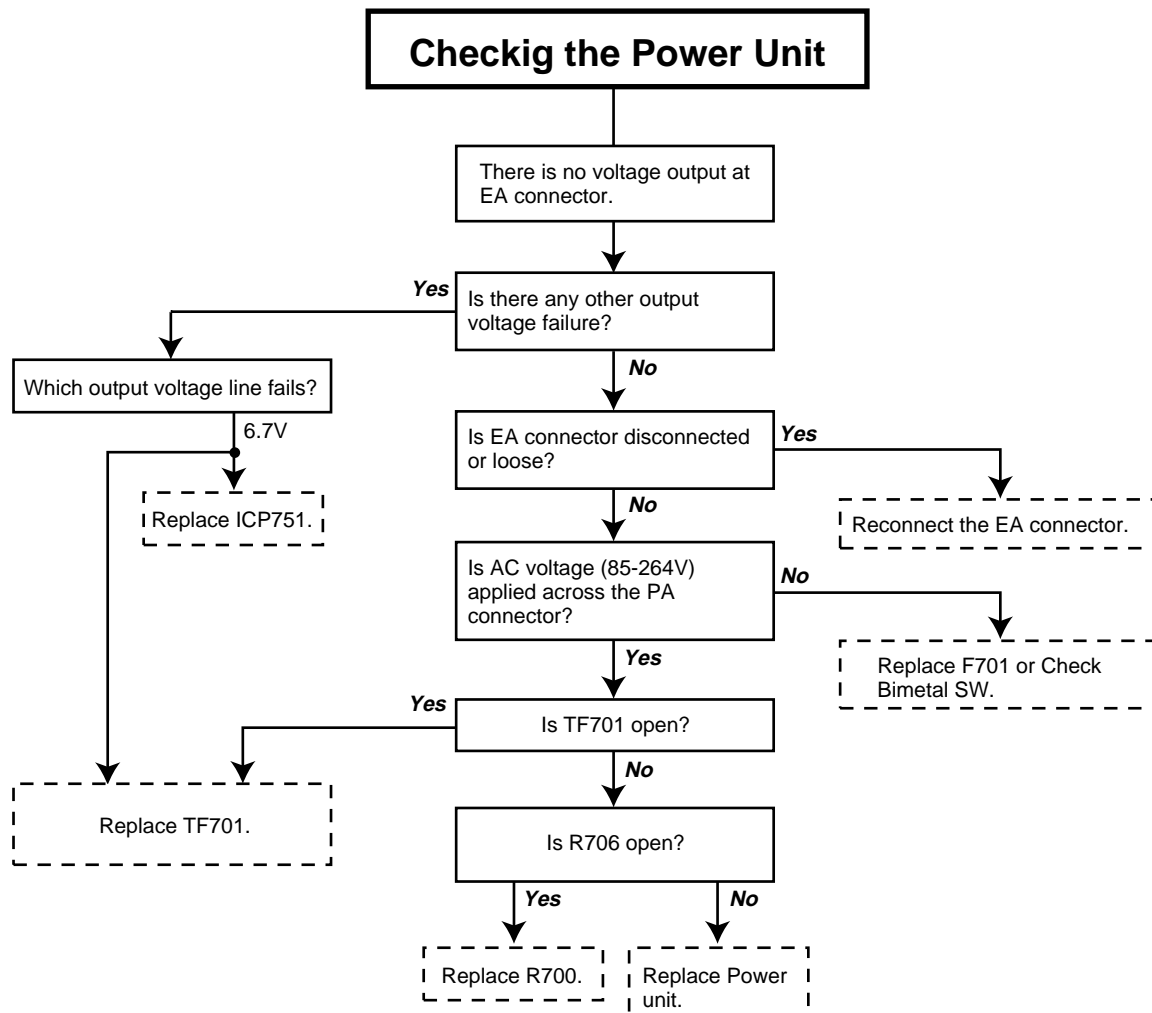 Checkig the Power Unit
There is no voltage output at
EA connector.
Yes
Is there any other output
voltage failure?
No
Which output voltage line fails?
6.7V
Is EA connector disconnected
or loose?
Yes
No
Replace ICP751.
Reconnect the EA connector.
Is AC voltage (85-264V)
applied across the PA
connector?
No
Yes
Replace F701 or Check
Bimetal SW.
Yes
Is TF701 open?
No
Replace TF701.
Is R706 open?
Yes
No
Replace R700.
Replace Power
unit.